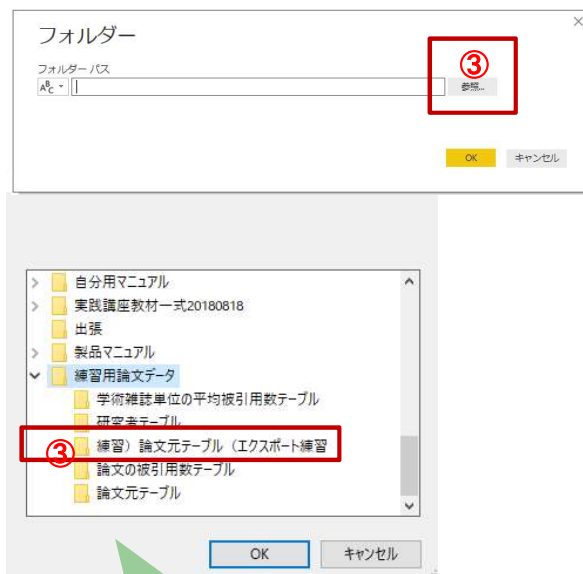 フォルダー
③
フォルダー パス
ABC
参照...
OK キャンセル
自分用マニュアル
実践講座教材一式20180818
出張
製品マニュアル
練習用論文データ
学術雑誌単位の平均被引用数テーブル
研究者テーブル
③ 練習）論文元テーブル（エクスポート練習
論文の被引用数テーブル
論文元テーブル
OK キャンセル